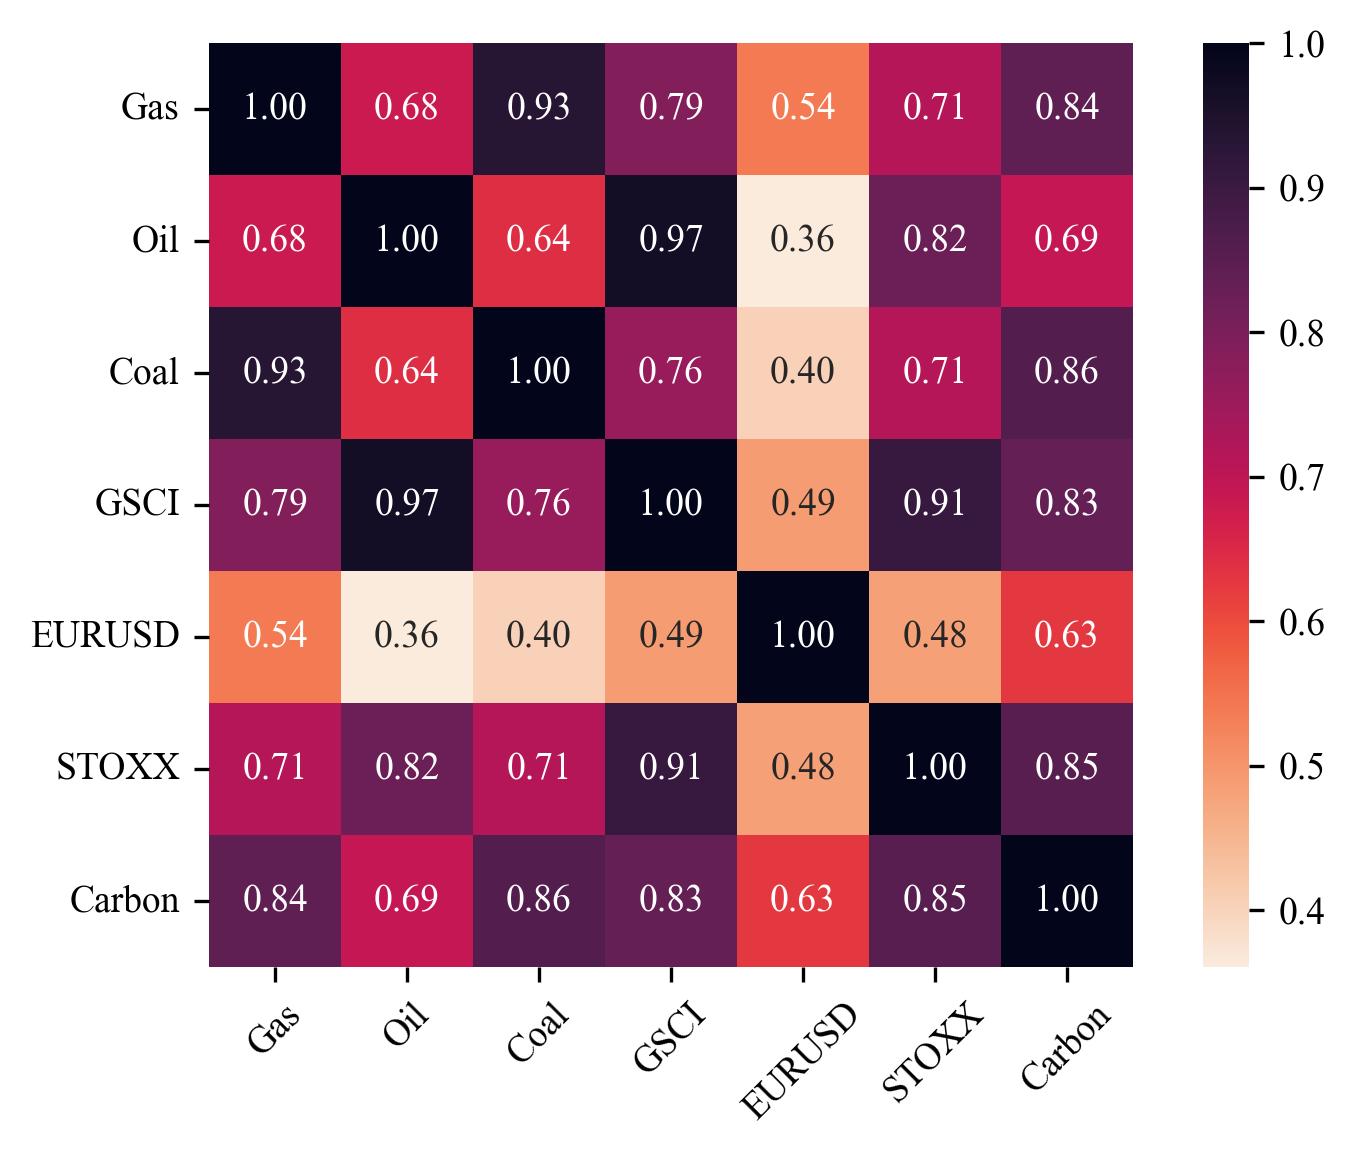 1.0
Gas 1.00 0.68 0.93 0.79 0.54 0.71 0.84
0.9
Oil 0.68 1.00 0.64 0.97 0.36 0.82 0.69
0.8
Coal 0.93 0.64 1.00 0.76 0.40 0.71 0.86
0.7
GSCI 0.79 0.97 0.76 1.00 0.49 0.91 0.83
0.6
EURUSD 0.54 0.36 0.40 0.49 1.00 0.48 0.63
0.5
STOXX 0.71 0.82 0.71 0.91 0.48 1.00 0.85
0.4
Carbon 0.84 0.69 0.86 0.83 0.63 0.85 1.00
Gas Oil Coal GSCI EURUSD STOXX Carbon